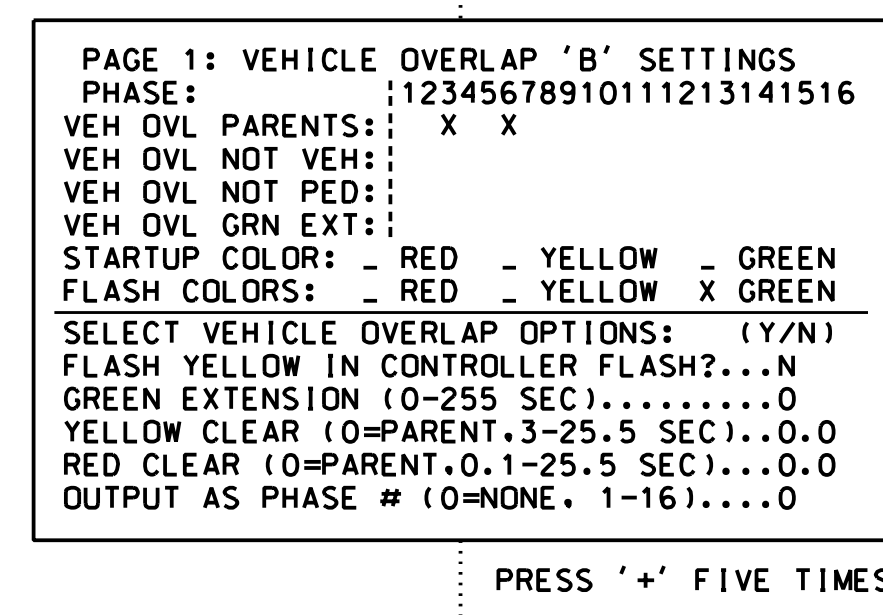 PAGE 1: VEHICLE OVERLAP 'B' SETTINGS
PHASE: ¦12345678910111213141516
VEH OVL PARENTS:¦  X  X
VEH OVL NOT VEH:¦
VEH OVL NOT PED:¦
VEH OVL GRN EXT:¦
STARTUP COLOR: _ RED _ YELLOW _ GREEN
FLASH COLORS: _ RED _ YELLOW X GREEN
SELECT VEHICLE OVERLAP OPTIONS: (Y/N)
FLASH YELLOW IN CONTROLLER FLASH?...N
GREEN EXTENSION (0-255 SEC).........0
YELLOW CLEAR (0=PARENT,3-25.5 SEC)..0.0
RED CLEAR (0=PARENT,0.1-25.5 SEC)...0.0
OUTPUT AS PHASE # (0=NONE, 1-16)....0
PRESS '+' FIVE TIMES